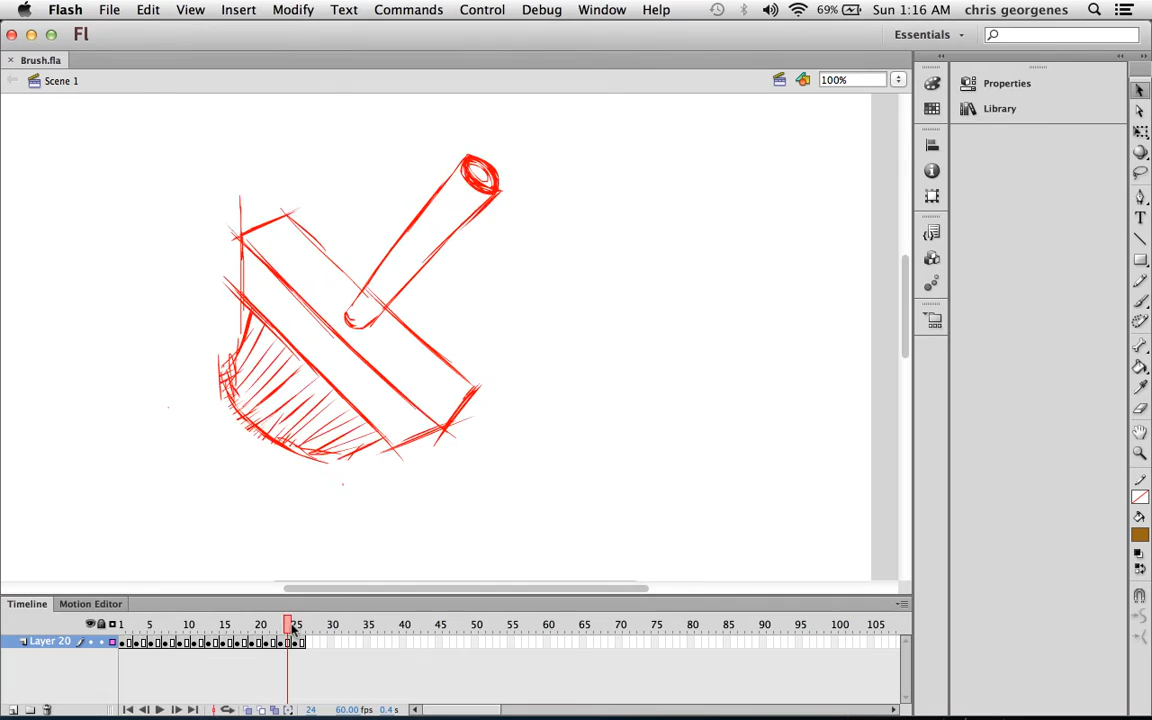 Flash File Edit View Insert Modify Text Commands Control Debug Window Help 69% Sun 1:16 AM chris georgenes
Fl Essentials
× Brush.fla
Scene 1 100%
Properties
Library
T
Timeline Motion Editor
1 5 10 15 20 25 30 35 40 45 50 55 60 65 70 75 80 85 90 95 100 105
Layer 20
24 60.00 fps 0.4 s